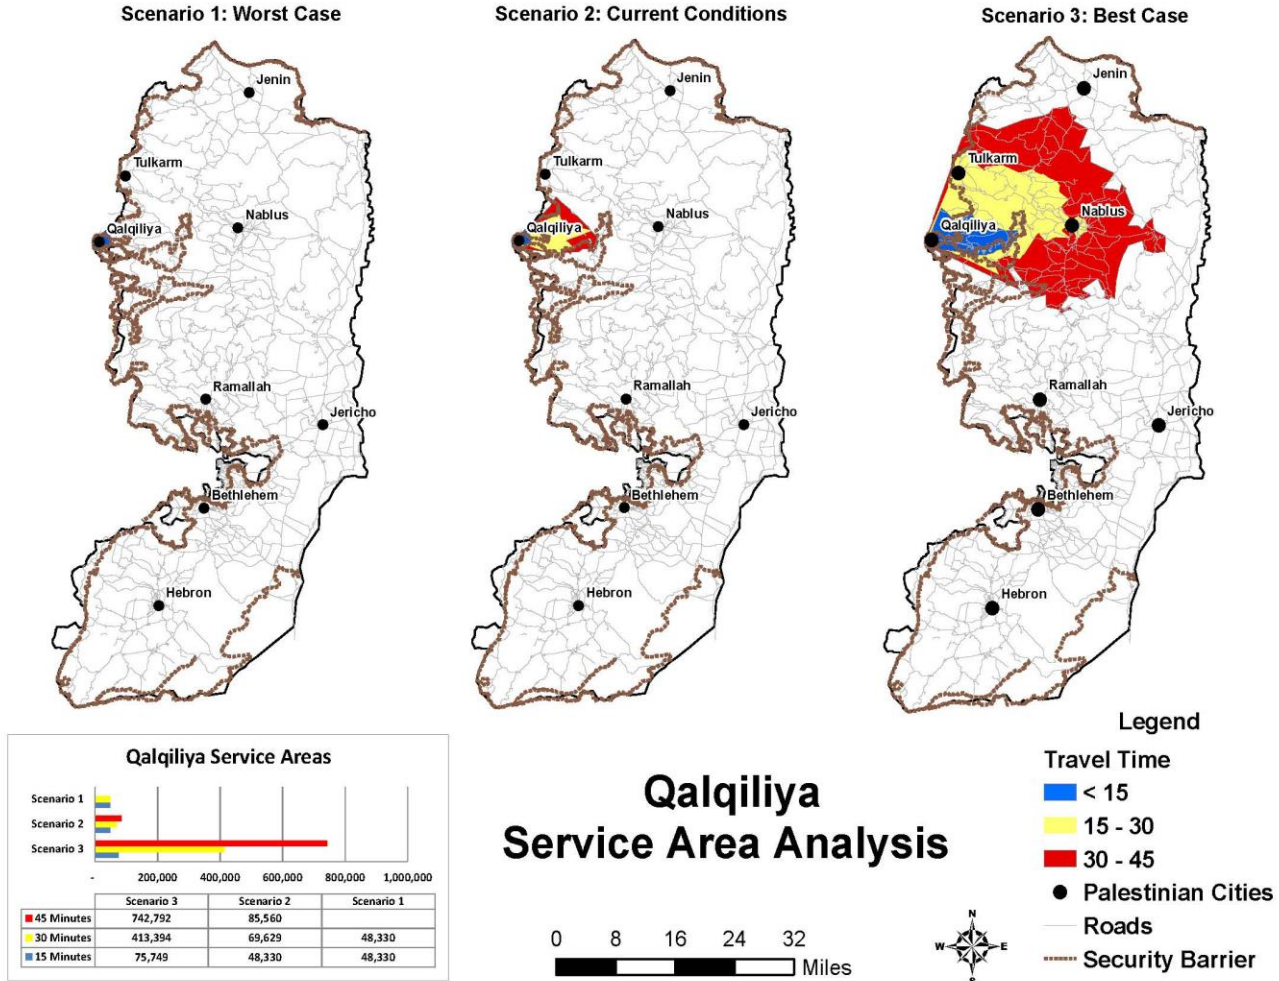 Scenario 1: Worst Case
Scenario 2: Current Conditions
Scenario 3: Best Case
Jenin
Tulkarm
Nablus
Qalqiliya
Ramallah
Jericho
Bethlehem
Hebron
Jenin
Tulkarm
Nablus
Qalqiliya
Ramallah
Jericho
Bethlehem
Hebron
Jenin
Tulkarm
Nablus
Qalqiliya
Ramallah
Jericho
Bethlehem
Hebron
Qalqiliya Service Areas
Scenario 1
Scenario 2
Scenario 3
- 200,000 400,000 600,000 800,000 1,000,000
Scenario 3 Scenario 2 Scenario 1
45 Minutes 742,792 85,560
30 Minutes 413,394 69,629 48,330
15 Minutes 75,749 48,330 48,330
Qalqiliya
Service Area Analysis
0 8 16 24 32
Miles
N
W E
S
Legend
Travel Time
< 15
15 - 30
30 - 45
Palestinian Cities
Roads
Security Barrier